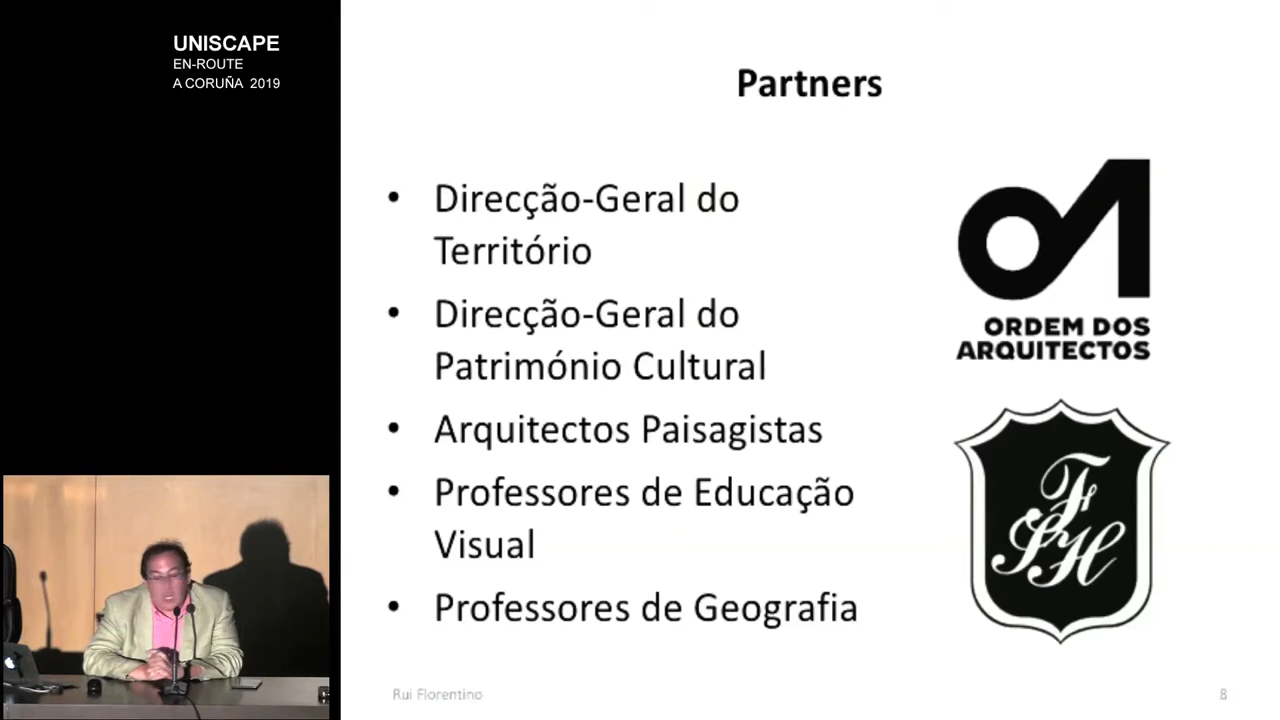 UNISCAPE
EN-ROUTE
A CORUÑA 2019
Partners
• Direcção-Geral do
Território
• Direcção-Geral do
Património Cultural
• Arquitectos Paisagistas
• Professores de Educação
Visual
• Professores de Geografia
ORDEM DOS
ARQUITECTOS
FSH
Rui Florentino
8